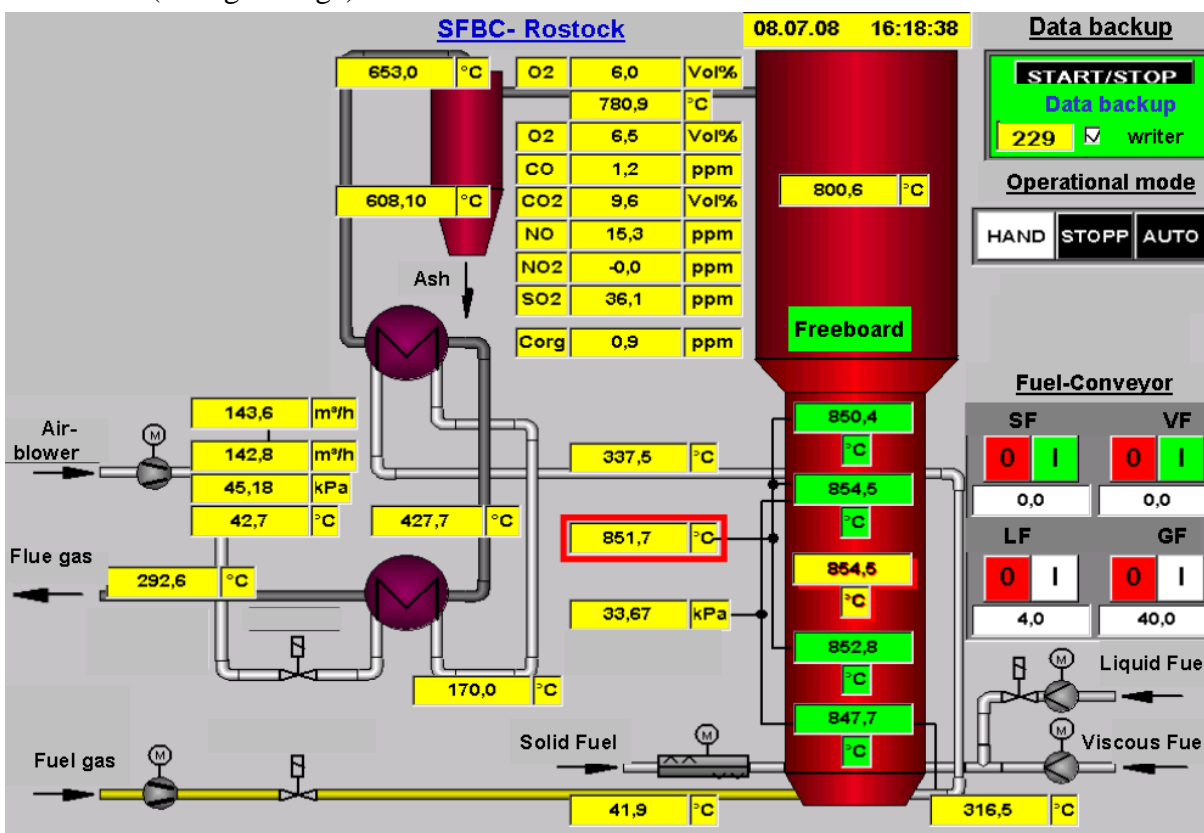 SFBC- Rostock
08.07.08 16:18:38
Data backup
START/STOP
Data backup
229 writer
Operational mode
HAND STOPP AUTO
653,0 °C
O2 6,0 Vol%
780,9 °C
O2 6,5 Vol%
CO 1,2 ppm
608,10 °C
CO2 9,6 Vol%
NO 15,3 ppm
NO2 -0,0 ppm
SO2 36,1 ppm
Corg 0,9 ppm
800,6 °C
Ash
Freeboard
Fuel-Conveyor
SF VF
0 I 0 I
0,0 0,0
LF GF
0 I 0 I
4,0 40,0
Air-
blower
M
143,6 m³/h
142,8 m³/h
45,18 kPa
42,7 °C
427,7 °C
337,5 °C
850,4
°C
854,5
°C
851,7 °C
854,5
°C
33,67 kPa
852,8
°C
847,7
°C
Flue gas
292,6 °C
170,0 °C
M Liquid Fue
Solid Fuel M
M Viscous Fue
Fuel gas M
41,9 °C
316,5 °C